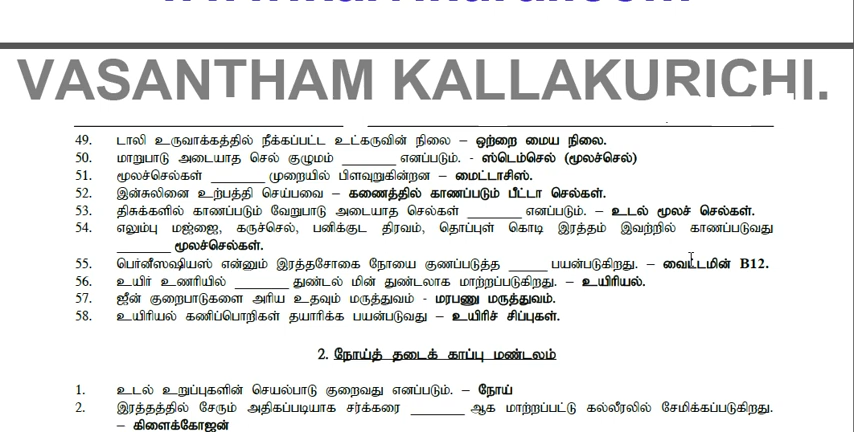 VASANTHAM KALLAKURICHI.
49. டாலி உருவாக்கத்தில் நீக்கப்பட்ட உட்கருவின் நிலை – ஒற்றை மைய நிலை.
50. மாறுபாடு அடையாத செல் குழுமம் ________ எனப்படும். - ஸ்டெம்செல் (மூலச்செல்)
51. மூலச்செல்கள் ________ முறையில் பிளவுறுகின்றன – மைட்டாசிஸ்.
52. இன்சுலினை உற்பத்தி செய்பவை – கணைத்தில் காணப்படும் பீட்டா செல்கள்.
53. திசுக்களில் காணப்படும் வேறுபாடு அடையாத செல்கள் ________ எனப்படும். – உடல் மூலச் செல்கள்.
54. எலும்பு மஜ்ஜை, கருச்செல், பனிக்குட திரவம், தொப்புள் கொடி இரத்தம் இவற்றில் காணப்படுவது
________ மூலச்செல்கள்.
55. பெர்னீஸஷியஸ் என்னும் இரத்தசோகை நோயை குணப்படுத்த ______ பயன்படுகிறது. – வைட்டமின் B12.
56. உயிர் உணரியில் ________ துண்டல் மின் துண்டலாக மாற்றப்படுகிறது. – உயிரியல்.
57. ஜீன் குறைபாடுகளை அரிய உதவும் மருத்துவம் - மரபணு மருத்துவம்.
58. உயிரியல் கணிப்பொறிகள் தயாரிக்க பயன்படுவது – உயிரிச் சிப்புகள்.
2. நோய்த் தடைக் காப்பு மண்டலம்
1. உடல் உறுப்புகளின் செயல்பாடு குறைவது எனப்படும். – நோய்
2. இரத்தத்தில் சேரும் அதிகப்படியாக சர்க்கரை ________ ஆக மாற்றப்பட்டு கல்லீரலில் சேமிக்கப்படுகிறது.
– கிளைக்கோஜன்